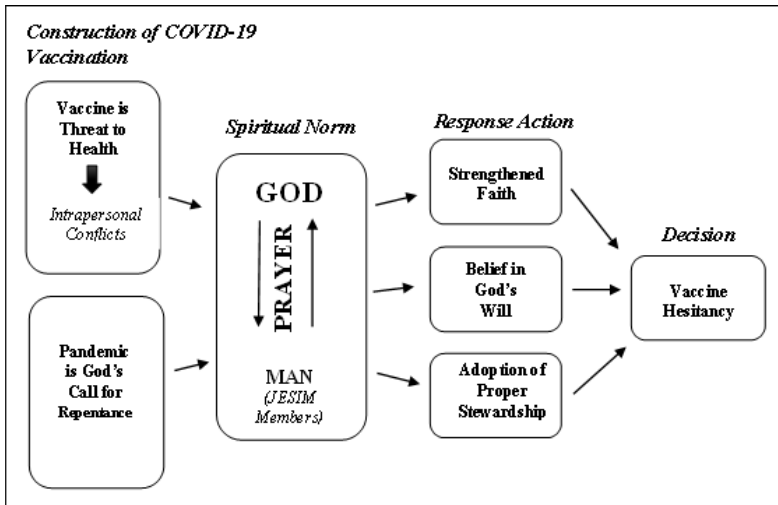 Construction of COVID-19
Vaccination
Vaccine is
Threat to
Health
Intrapersonal
Conflicts
Pandemic
is God's
Call for
Repentance
Spiritual Norm
GOD
PRAYER
MAN
(JESIM
Members)
Response Action
Strengthened
Faith
Belief in
God's
Will
Adoption of
Proper
Stewardship
Decision
Vaccine
Hesitancy